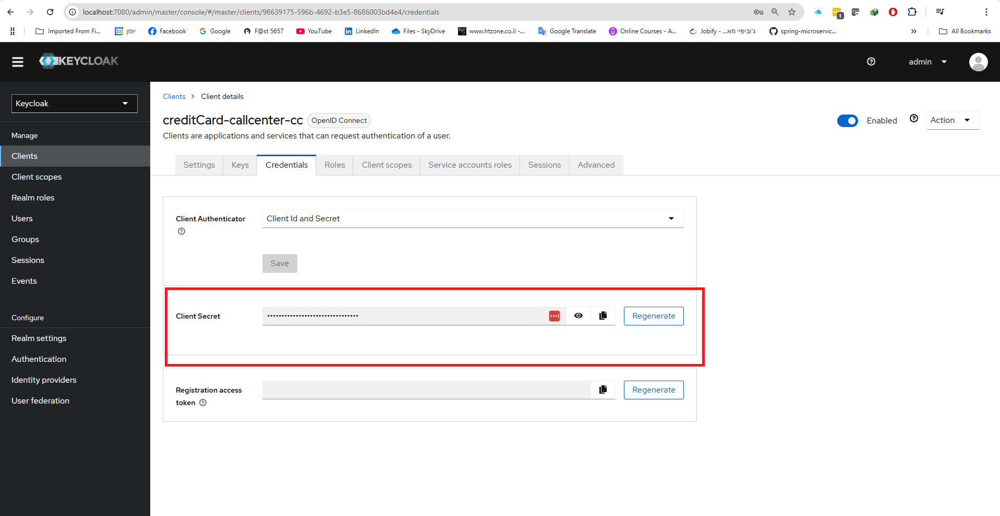 localhost:7080/admin/master/console/#/master/clients/98639175-596b-4692-b3e5-8686003bd4e4/credentials
1
Imported From Fi... 23 יומן Facebook Google F@st 5657 YouTube LinkedIn Files - SkyDrive www.htzone.co.il -... Google Translate Online Courses - A... Jobify - ...ג'וביפיי מא spring-microservic... All Bookmarks
KEYCLOAK
admin
Keycloak
Manage
Clients
Client scopes
Realm roles
Users
Groups
Sessions
Events
Configure
Realm settings
Authentication
Identity providers
User federation
Clients > Client details
creditCard-callcenter-cc OpenID Connect
Enabled
Action
Clients are applications and services that can request authentication of a user.
Settings Keys Credentials Roles Client scopes Service accounts roles Sessions Advanced
Client Authenticator
Client Id and Secret
Save
Client Secret
Regenerate
Registration access
token
Regenerate